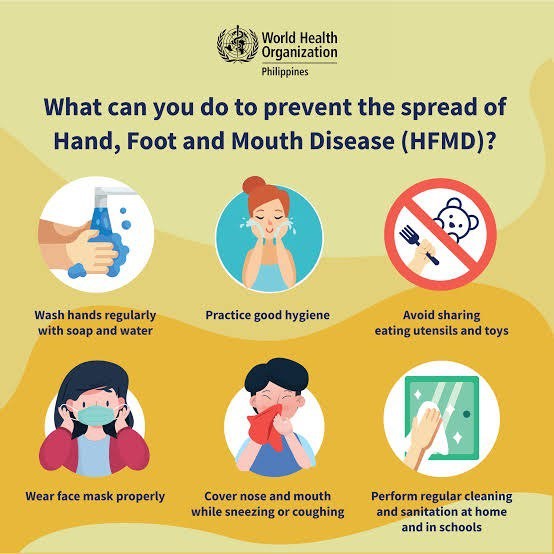 World Health
Organization
Philippines
What can you do to prevent the spread of
Hand, Foot and Mouth Disease (HFMD)?
Wash hands regularly
with soap and water
Practice good hygiene
Avoid sharing
eating utensils and toys
Wear face mask properly
Cover nose and mouth
while sneezing or coughing
Perform regular cleaning
and sanitation at home
and in schools